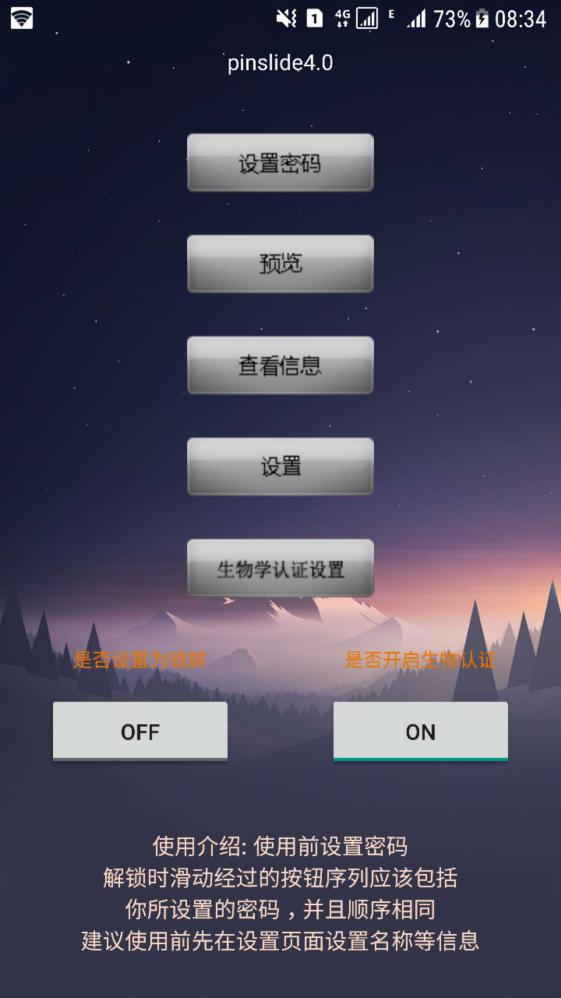 1 4G E 73% 08:34
pinslide4.0
设置密码
预览
查看信息
设置
生物学认证设置
是否设置为锁屏 是否开启生物认证
OFF ON
使用介绍: 使用前设置密码
解锁时滑动经过的按钮序列应该包括
你所设置的密码，并且顺序相同
建议使用前先在设置页面设置名称等信息